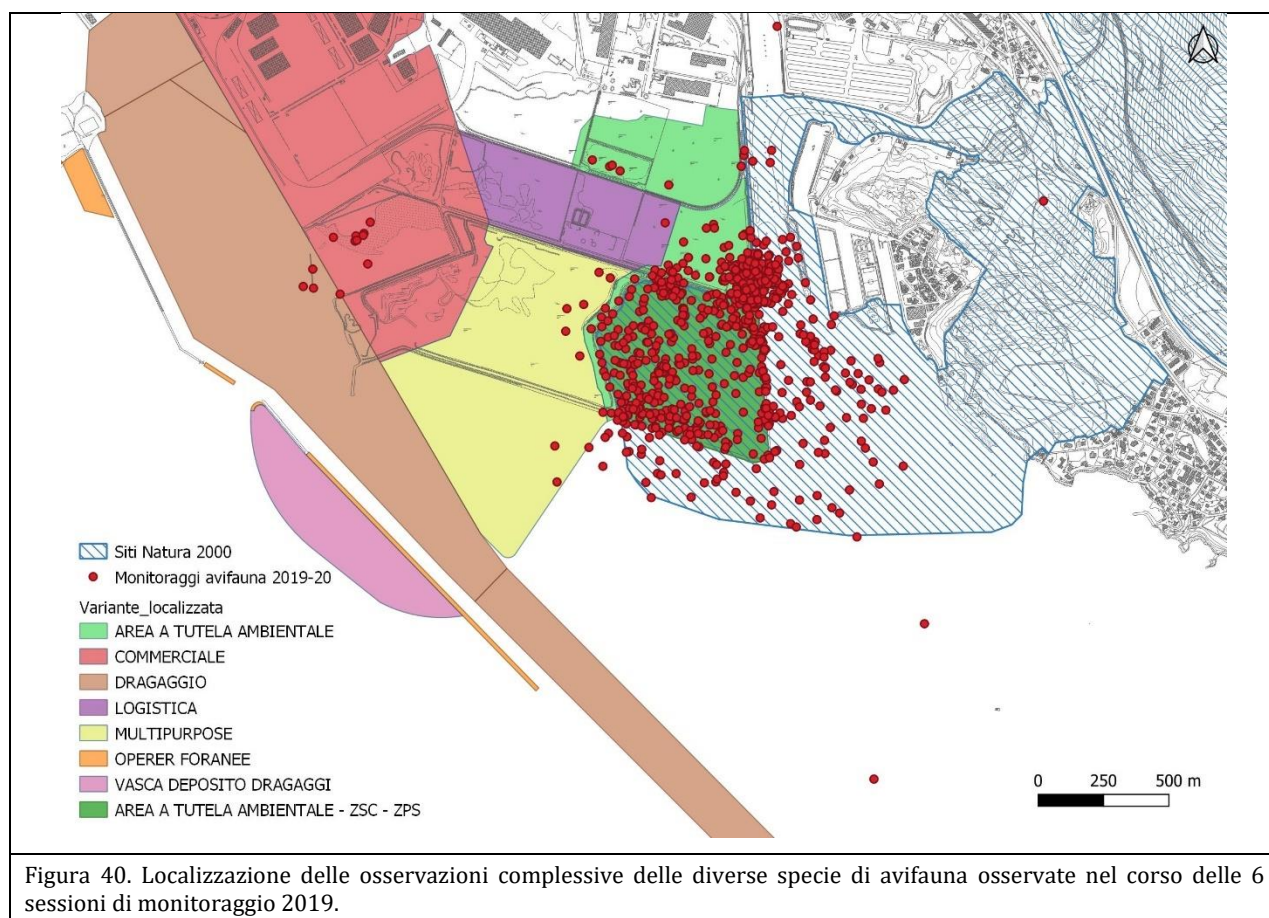 Siti Natura 2000
Monitoraggi avifauna 2019-20
Variante_localizzata
AREA A TUTELA AMBIENTALE
COMMERCIALE
DRAGAGGIO
LOGISTICA
MULTIPURPOSE
OPERER FORANEE
VASCA DEPOSITO DRAGAGGI
AREA A TUTELA AMBIENTALE - ZSC - ZPS
0 250 500 m
Figura 40. Localizzazione delle osservazioni complessive delle diverse specie di avifauna osservate nel corso delle 6
sessioni di monitoraggio 2019.